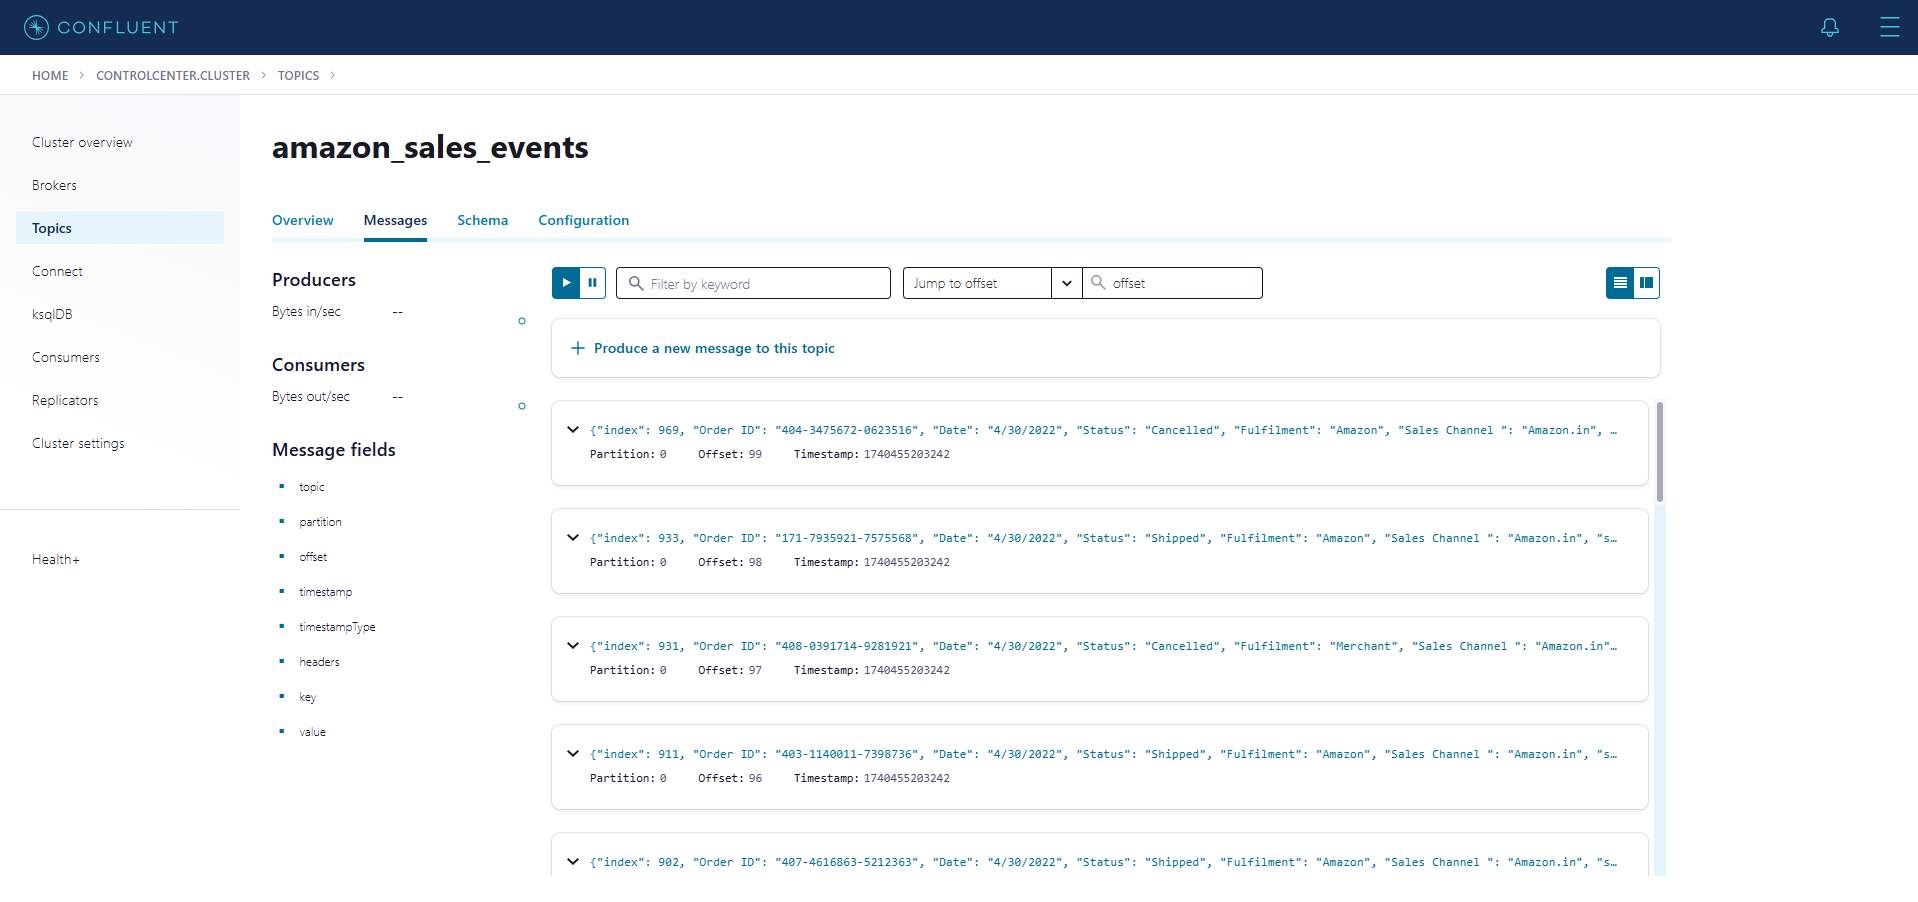 CONFLUENT
HOME > CONTROLCENTER.CLUSTER > TOPICS >
Cluster overview
Brokers
Topics
Connect
ksqlDB
Consumers
Replicators
Cluster settings
Health+
amazon_sales_events
Overview Messages Schema Configuration
Producers
Bytes in/sec --
Consumers
Bytes out/sec --
Message fields
topic
partition
offset
timestamp
timestampType
headers
key
value
Filter by keyword Jump to offset offset
Produce a new message to this topic
{"index": 969, "Order ID": "404-3475672-0623516", "Date": "4/30/2022", "Status": "Cancelled", "Fulfilment": "Amazon", "Sales Channel ": "Amazon.in", …
Partition: 0 Offset: 99 Timestamp: 1740455203242
{"index": 933, "Order ID": "171-7935921-7575568", "Date": "4/30/2022", "Status": "Shipped", "Fulfilment": "Amazon", "Sales Channel ": "Amazon.in", "s…
Partition: 0 Offset: 98 Timestamp: 1740455203242
{"index": 931, "Order ID": "408-0391714-9281921", "Date": "4/30/2022", "Status": "Cancelled", "Fulfilment": "Merchant", "Sales Channel ": "Amazon.in"…
Partition: 0 Offset: 97 Timestamp: 1740455203242
{"index": 911, "Order ID": "403-1140011-7398736", "Date": "4/30/2022", "Status": "Shipped", "Fulfilment": "Amazon", "Sales Channel ": "Amazon.in", "s…
Partition: 0 Offset: 96 Timestamp: 1740455203242
{"index": 902, "Order ID": "407-4616863-5212363", "Date": "4/30/2022", "Status": "Shipped", "Fulfilment": "Amazon", "Sales Channel ": "Amazon.in", "s…